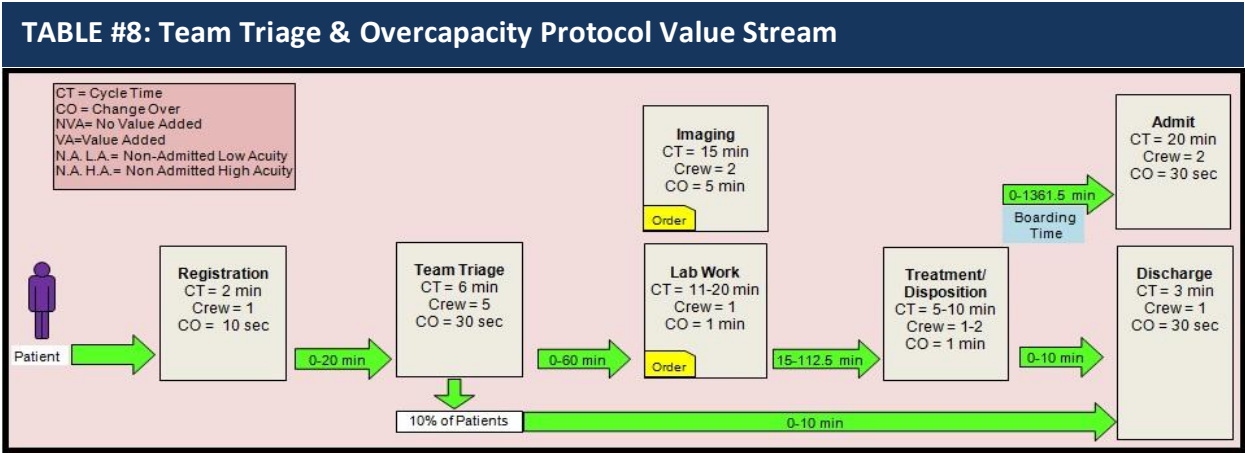 TABLE #8: Team Triage & Overcapacity Protocol Value Stream
CT = Cycle Time
CO = Change Over
NVA= No Value Added
VA=Value Added
N.A. L.A.= Non-Admitted Low Acuity
N.A. H.A.= Non Admitted High Acuity
Patient
Registration
CT = 2 min
Crew = 1
CO = 10 sec
0-20 min
Team Triage
CT = 6 min
Crew = 5
CO = 30 sec
10% of Patients
0-10 min
0-60 min
Imaging
CT = 15 min
Crew = 2
CO = 5 min
Order
Lab Work
CT = 11-20 min
Crew = 1
CO = 1 min
Order
15-112.5 min
Treatment/
Disposition
CT = 5-10 min
Crew = 1-2
CO = 1 min
0-1361.5 min
Boarding
Time
Admit
CT = 20 min
Crew = 2
CO = 30 sec
0-10 min
Discharge
CT = 3 min
Crew = 1
CO = 30 sec